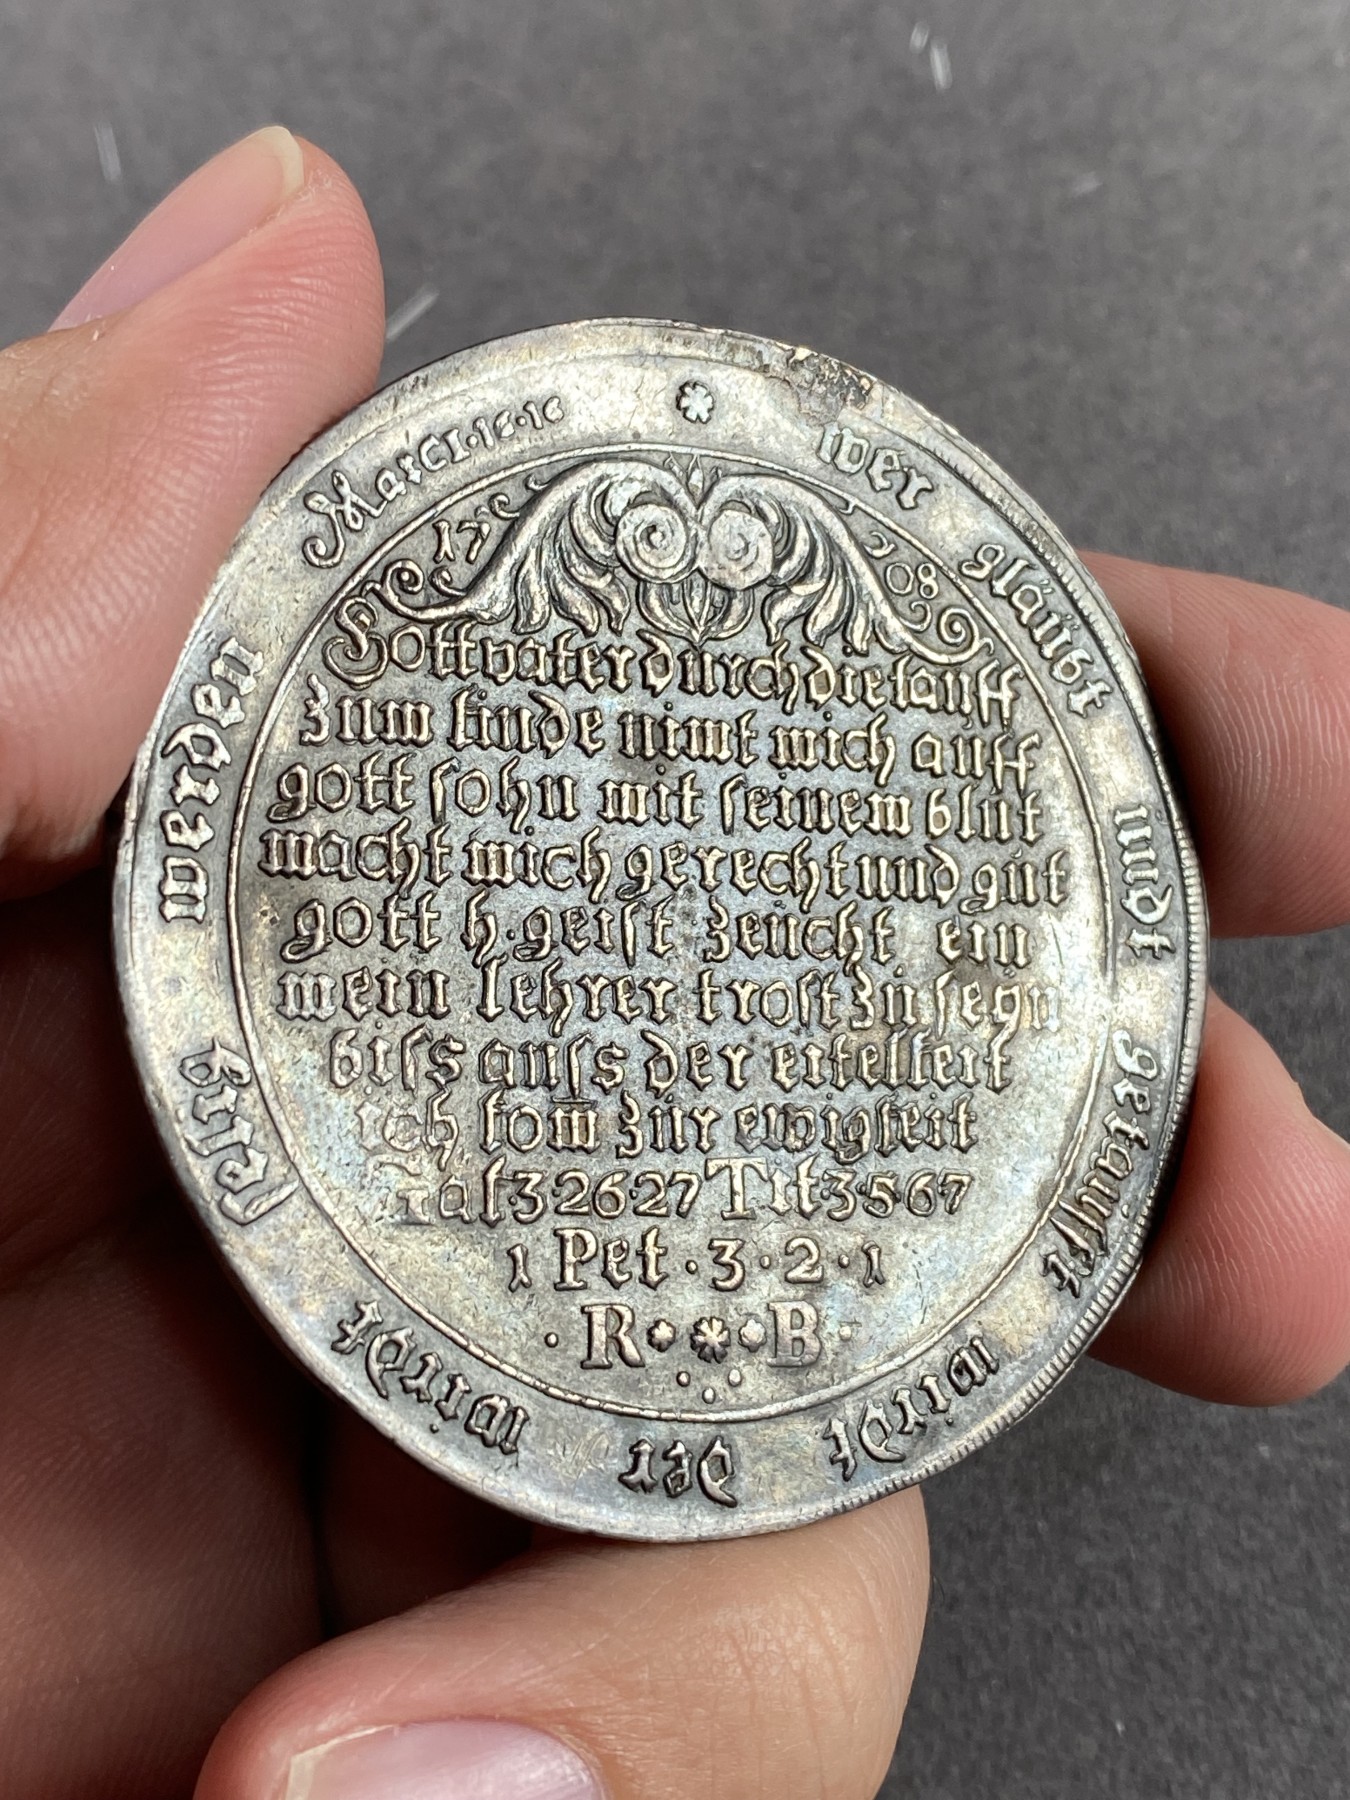 wer gläubt undt getaufft wirdt der wirdt selig werden MarCI·16·16
17 08
Gott vater dürch die tauff
zum kinde nimt mich auff
gott sohn mit seinem blut
macht mich gerecht und gut
gott h. geist zeucht ein
mein lehrer trost zu seỹn
biss auss der eitelkeit
ich kom zur ewigkeit
Gal·3·26·27 Tit·3·5 6 7
1 Pet·3·2·1
·R * B·